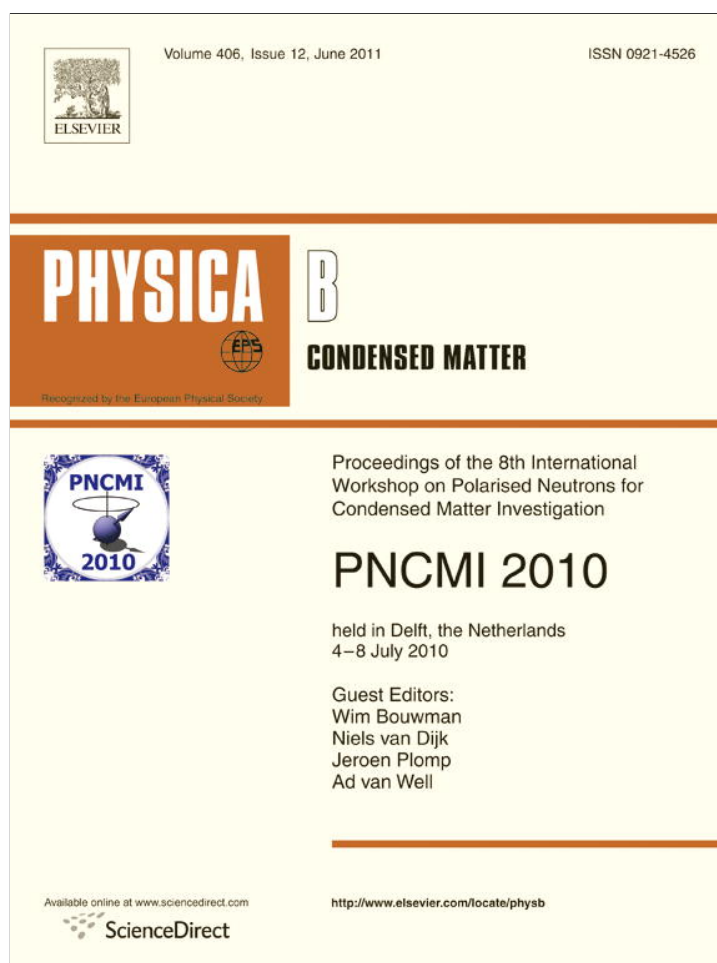 Volume 406, Issue 12, June 2011
ISSN 0921-4526
ELSEVIER
PHYSICA B
EPS
CONDENSED MATTER
Recognized by the European Physical Society
PNCMI
2010
Proceedings of the 8th International
Workshop on Polarised Neutrons for
Condensed Matter Investigation
PNCMI 2010
held in Delft, the Netherlands
4–8 July 2010
Guest Editors:
Wim Bouwman
Niels van Dijk
Jeroen Plomp
Ad van Well
Available online at www.sciencedirect.com
ScienceDirect
http://www.elsevier.com/locate/physb